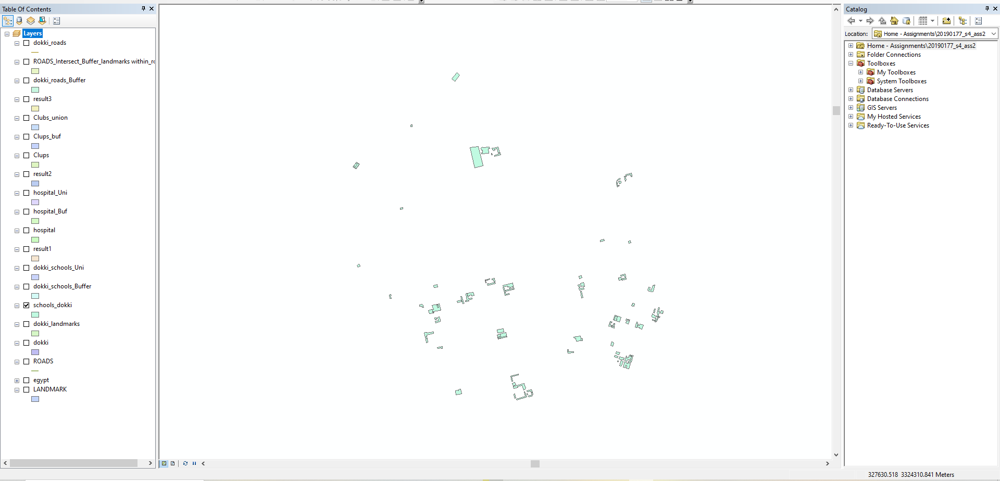 Table Of Contents
Layers
dokki_roads
ROADS_Intersect_Buffer_landmarks within_ro
dokki_roads_Buffer
result3
Clubs_union
Clups_buf
Clups
result2
hospital_Uni
hospital_Buf
hospital
result1
dokki_schools_Uni
dokki_schools_Buffer
schools_dokki
dokki_landmarks
dokki
ROADS
egypt
LANDMARK
Catalog
Location: Home - Assignments\20190177_s4_ass2
Home - Assignments\20190177_s4_ass2
Folder Connections
Toolboxes
My Toolboxes
System Toolboxes
Database Servers
Database Connections
GIS Servers
My Hosted Services
Ready-To-Use Services
327630.518 3324310.841 Meters